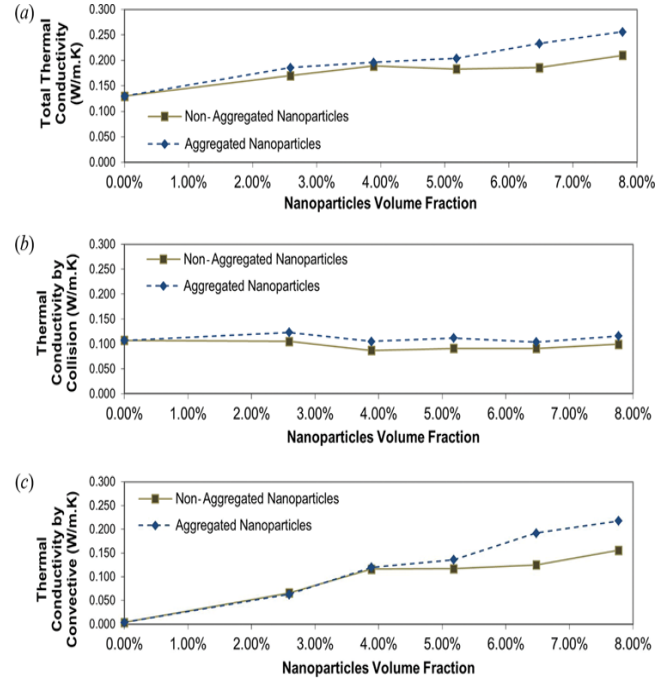 (a)
Total Thermal
Conductivity
(W/m.K)
0.300
0.250
0.200
0.150
0.100
0.050
0.000
Non-Aggregated Nanoparticles
Aggregated Nanoparticles
0.00% 1.00% 2.00% 3.00% 4.00% 5.00% 6.00% 7.00% 8.00%
Nanoparticles Volume Fraction
(b)
Thermal
Conductivity by
Collision (W/m.K)
0.300
0.250
0.200
0.150
0.100
0.050
0.000
Non-Aggregated Nanoparticles
Aggregated Nanoparticles
0.00% 1.00% 2.00% 3.00% 4.00% 5.00% 6.00% 7.00% 8.00%
Nanoparticles Volume Fraction
(c)
Thermal
Conductivity by
Convective (W/m.K)
0.300
0.250
0.200
0.150
0.100
0.050
0.000
Non-Aggregated Nanoparticles
Aggregated Nanoparticles
0.00% 1.00% 2.00% 3.00% 4.00% 5.00% 6.00% 7.00% 8.00%
Nanoparticles Volume Fraction